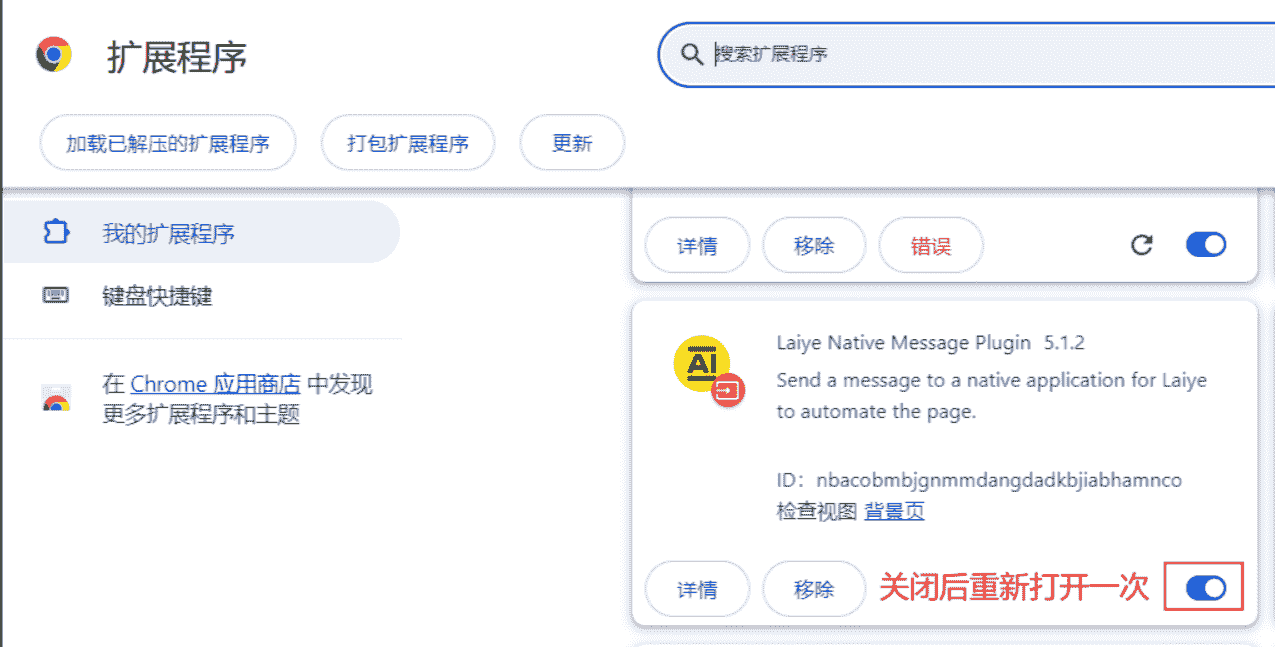 扩展程序
搜索扩展程序
加载已解压的扩展程序
打包扩展程序
更新
我的扩展程序
键盘快捷键
在 Chrome 应用商店 中发现
更多扩展程序和主题
详情
移除
错误
AI
Laiye Native Message Plugin 5.1.2
Send a message to a native application for Laiye
to automate the page.
ID：nbacobmbjgnmmdangdadkbjiabhamnco
检查视图 背景页
详情
移除
关闭后重新打开一次